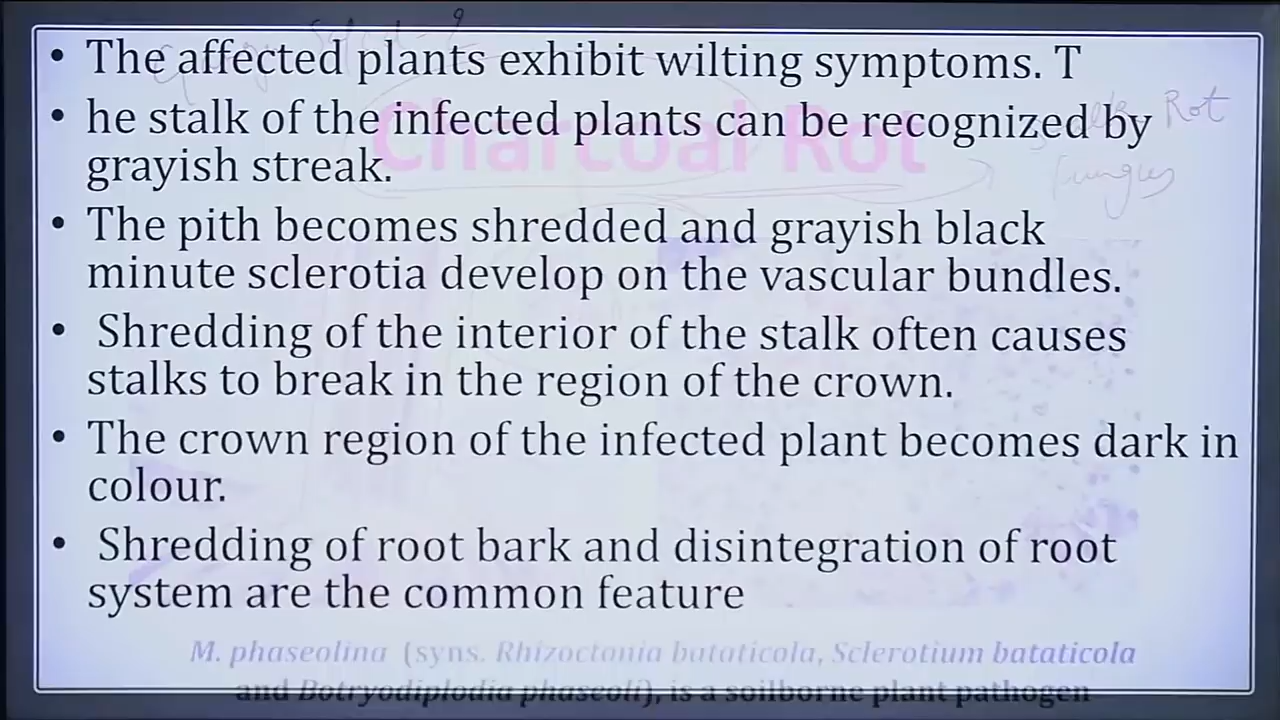 • The affected plants exhibit wilting symptoms. T
• he stalk of the infected plants can be recognized by
grayish streak.
Charcoal Rot
Rot
Fungus
• The pith becomes shredded and grayish black
minute sclerotia develop on the vascular bundles.
• Shredding of the interior of the stalk often causes
stalks to break in the region of the crown.
• The crown region of the infected plant becomes dark in
colour.
• Shredding of root bark and disintegration of root
system are the common feature
M. phaseolina (syns. Rhizoctonia bataticola, Sclerotium bataticola
and Botryodiplodia phaseoli), is a soilborne plant pathogen